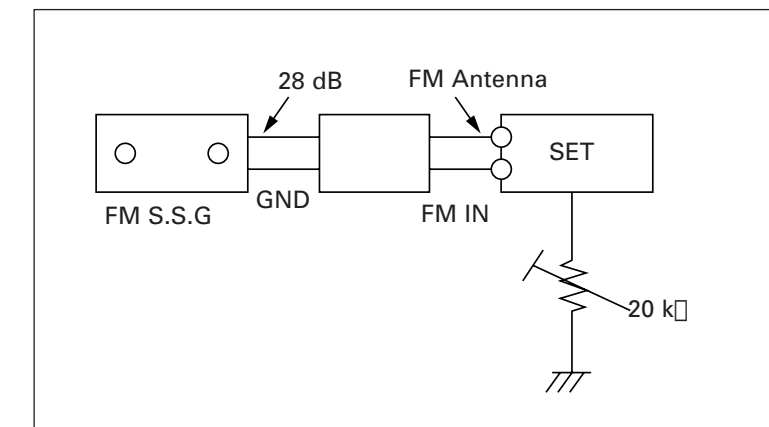 28 dB
FM Antenna
SET
FM S.S.G
GND
FM IN
20 k▯